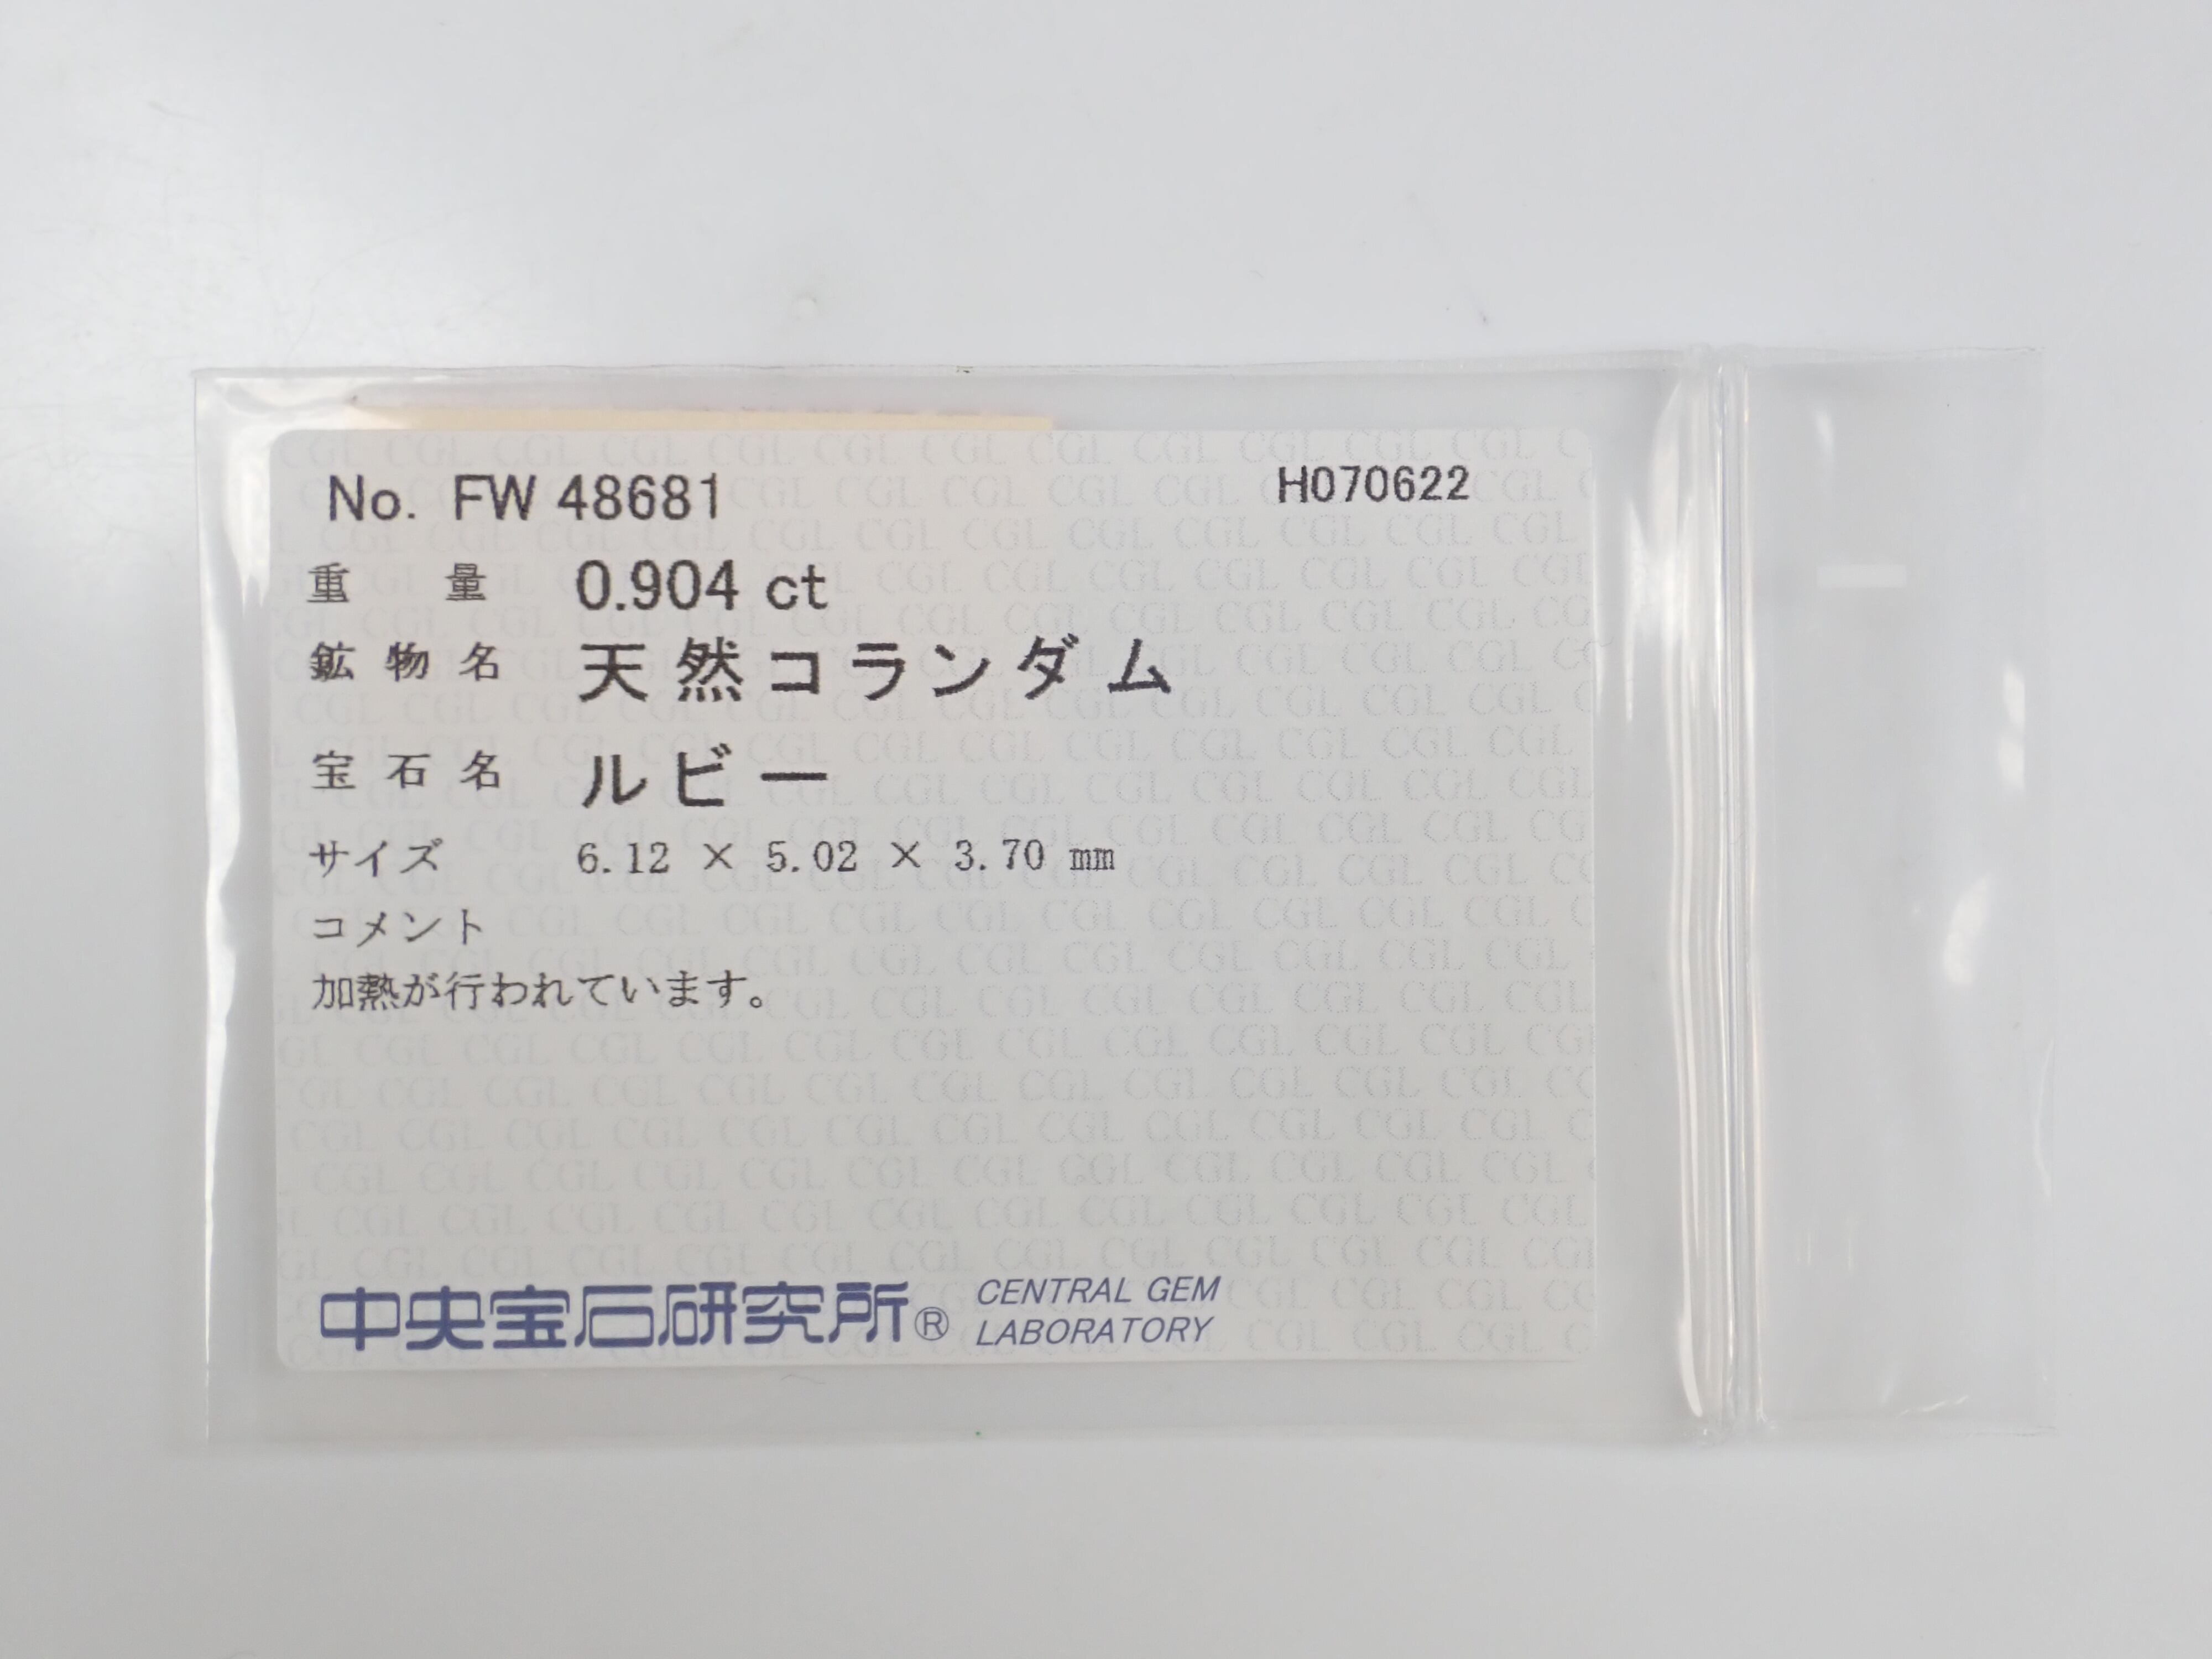 No. FW 48681 H070622
重量 0.904 ct
鉱物名 天然コランダム
宝石名 ルビー
サイズ 6.12 × 5.02 × 3.70 mm
コメント
加熱が行われています。
中央宝石研究所® CENTRAL GEM
LABORATORY